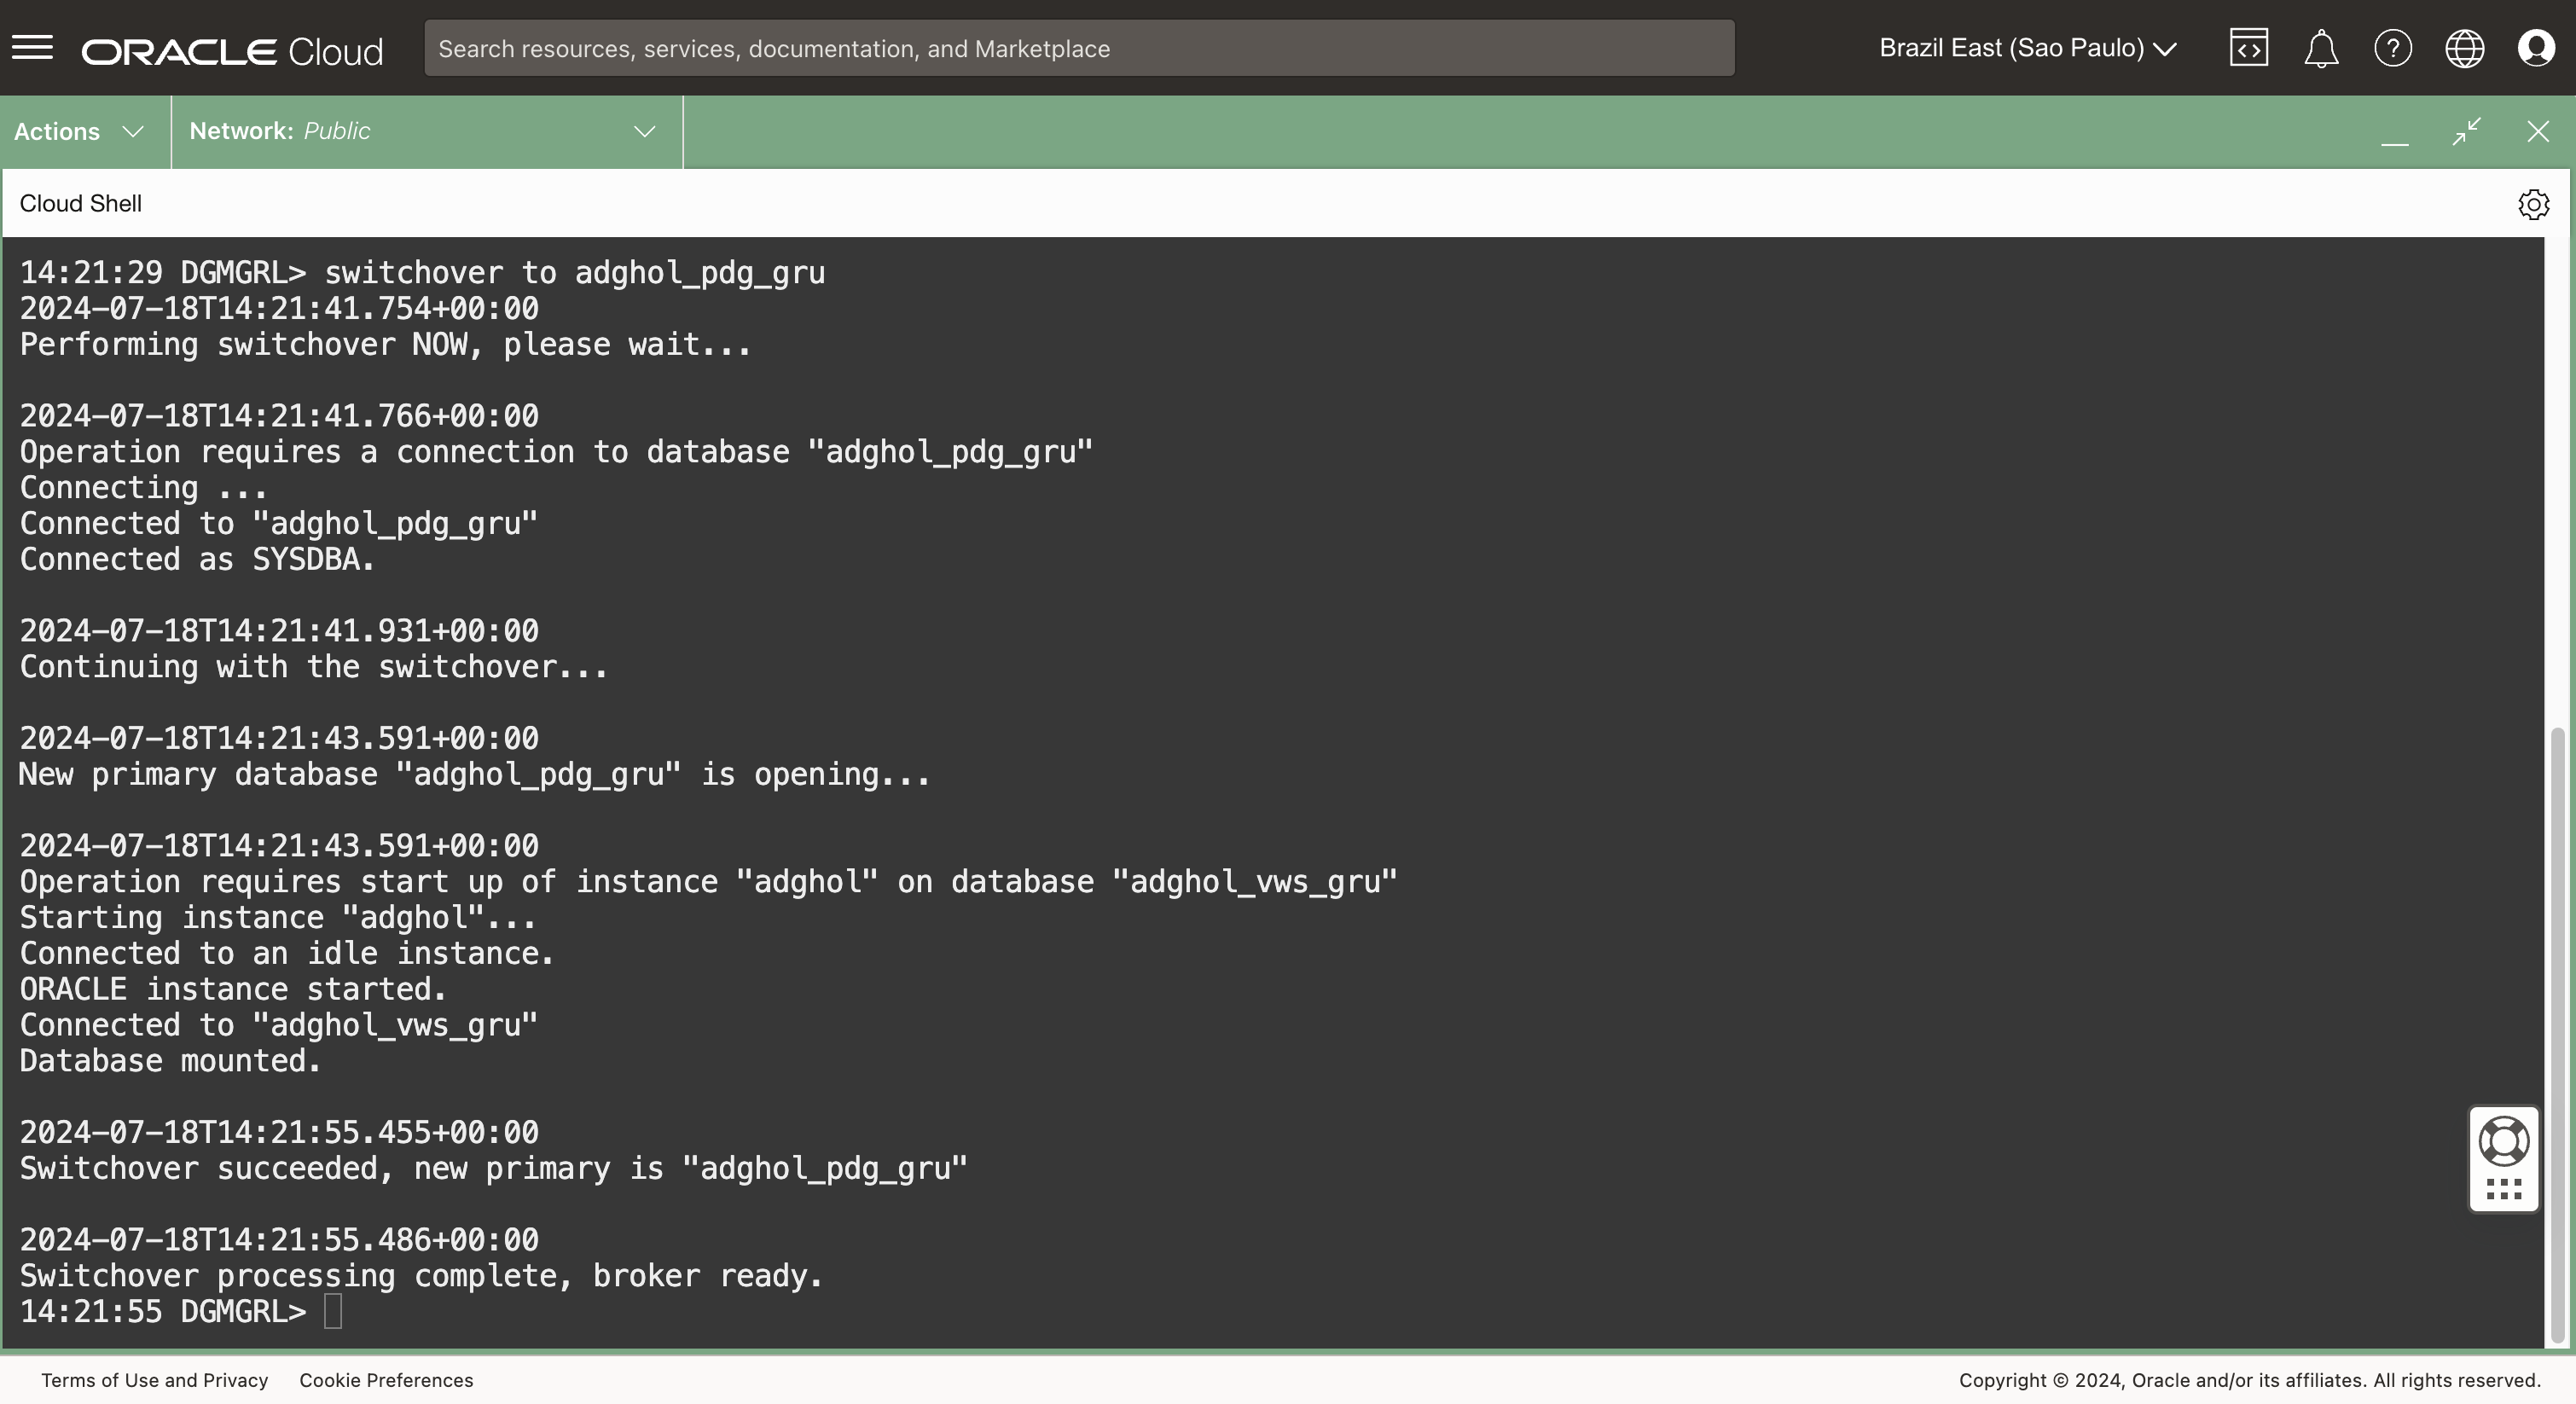 ORACLE Cloud
Search resources, services, documentation, and Marketplace
Brazil East (Sao Paulo)
Actions
Network: Public
Cloud Shell
14:21:29 DGMGRL> switchover to adghol_pdg_gru
2024-07-18T14:21:41.754+00:00
Performing switchover NOW, please wait...
2024-07-18T14:21:41.766+00:00
Operation requires a connection to database "adghol_pdg_gru"
Connecting ...
Connected to "adghol_pdg_gru"
Connected as SYSDBA.
2024-07-18T14:21:41.931+00:00
Continuing with the switchover...
2024-07-18T14:21:43.591+00:00
New primary database "adghol_pdg_gru" is opening...
2024-07-18T14:21:43.591+00:00
Operation requires start up of instance "adghol" on database "adghol_vws_gru"
Starting instance "adghol"...
Connected to an idle instance.
ORACLE instance started.
Connected to "adghol_vws_gru"
Database mounted.
2024-07-18T14:21:55.455+00:00
Switchover succeeded, new primary is "adghol_pdg_gru"
2024-07-18T14:21:55.486+00:00
Switchover processing complete, broker ready.
14:21:55 DGMGRL>
Terms of Use and Privacy
Cookie Preferences
Copyright © 2024, Oracle and/or its affiliates. All rights reserved.